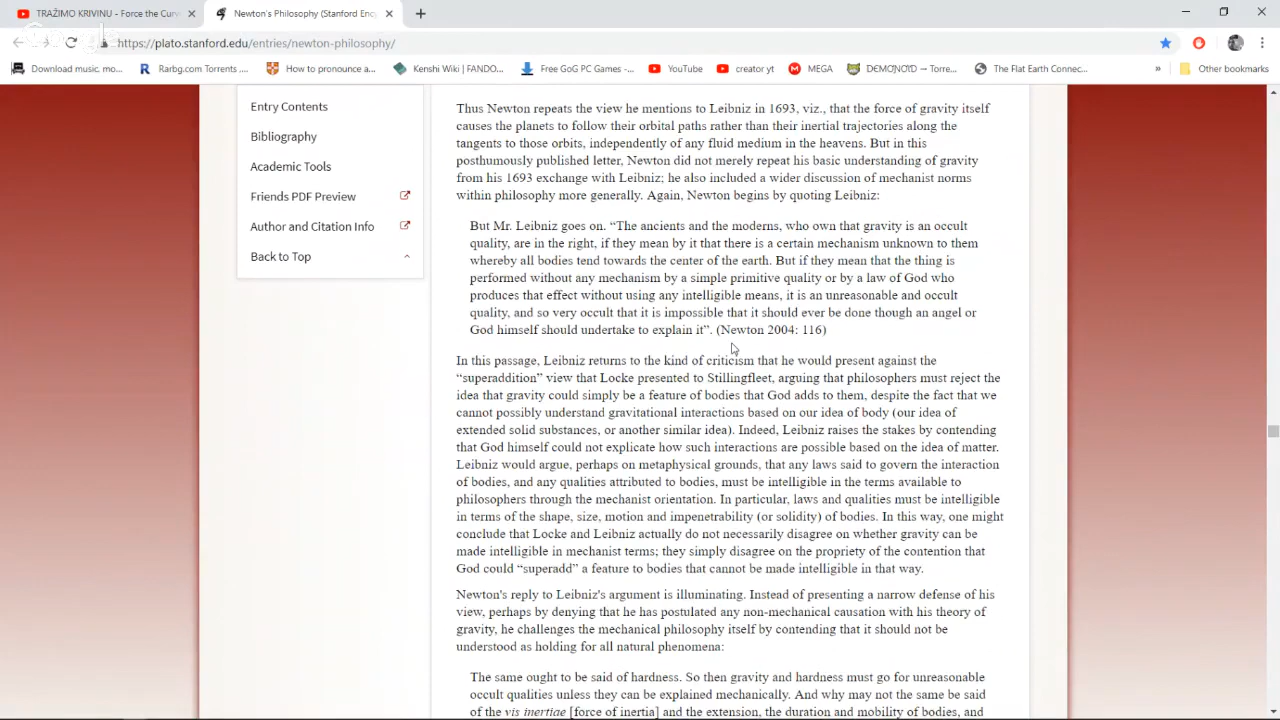 TRAŽIMO KRIVINU - Force the Curv
Newton's Philosophy (Stanford Enc
https://plato.stanford.edu/entries/newton-philosophy/
Download music, mo...
Rarbg.com Torrents ...
How to pronounce a...
Kenshi Wiki | FANDO...
Free GoG PC Games -...
YouTube
creator yt
MEGA
- Torre...
The Flat Earth Connec...
»
Other bookmarks
Entry Contents
Bibliography
Academic Tools
Friends PDF Preview
Author and Citation Info
Back to Top
Thus Newton repeats the view he mentions to Leibniz in 1693, viz., that the force of gravity itself
causes the planets to follow their orbital paths rather than their inertial trajectories along the
tangents to those orbits, independently of any fluid medium in the heavens. But in this
posthumously published letter, Newton did not merely repeat his basic understanding of gravity
from his 1693 exchange with Leibniz; he also included a wider discussion of mechanist norms
within philosophy more generally. Again, Newton begins by quoting Leibniz:
But Mr. Leibniz goes on. “The ancients and the moderns, who own that gravity is an occult
quality, are in the right, if they mean by it that there is a certain mechanism unknown to them
whereby all bodies tend towards the center of the earth. But if they mean that the thing is
performed without any mechanism by a simple primitive quality or by a law of God who
produces that effect without using any intelligible means, it is an unreasonable and occult
quality, and so very occult that it is impossible that it should ever be done though an angel or
God himself should undertake to explain it”. (Newton 2004: 116)
In this passage, Leibniz returns to the kind of criticism that he would present against the
“superaddition” view that Locke presented to Stillingfleet, arguing that philosophers must reject the
idea that gravity could simply be a feature of bodies that God adds to them, despite the fact that we
cannot possibly understand gravitational interactions based on our idea of body (our idea of
extended solid substances, or another similar idea). Indeed, Leibniz raises the stakes by contending
that God himself could not explicate how such interactions are possible based on the idea of matter.
Leibniz would argue, perhaps on metaphysical grounds, that any laws said to govern the interaction
of bodies, and any qualities attributed to bodies, must be intelligible in the terms available to
philosophers through the mechanist orientation. In particular, laws and qualities must be intelligible
in terms of the shape, size, motion and impenetrability (or solidity) of bodies. In this way, one might
conclude that Locke and Leibniz actually do not necessarily disagree on whether gravity can be
made intelligible in mechanist terms; they simply disagree on the propriety of the contention that
God could “superadd” a feature to bodies that cannot be made intelligible in that way.
Newton's reply to Leibniz's argument is illuminating. Instead of presenting a narrow defense of his
view, perhaps by denying that he has postulated any non-mechanical causation with his theory of
gravity, he challenges the mechanical philosophy itself by contending that it should not be
understood as holding for all natural phenomena:
The same ought to be said of hardness. So then gravity and hardness must go for unreasonable
occult qualities unless they can be explained mechanically. And why may not the same be said
of the vis inertiae [force of inertia] and the extension, the duration and mobility of bodies, and